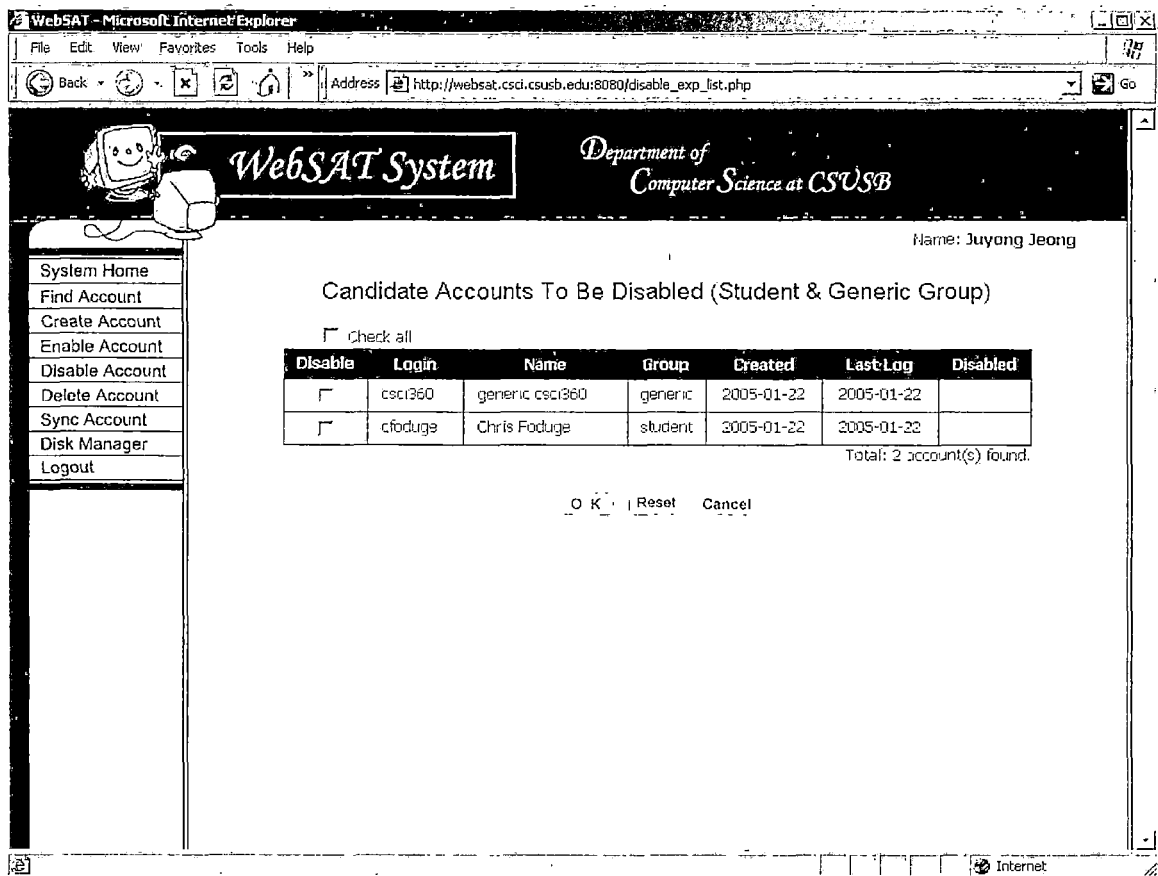 WebSAT - Microsoft Internet Explorer
File Edit View Favorites Tools Help
Back Address http://websat.csci.csusb.edu:8080/disable_exp_list.php Go
WebSAT System
Department of
Computer Science at CSUSB
Name: Juyong Jeong
System Home
Find Account
Create Account
Enable Account
Disable Account
Delete Account
Sync Account
Disk Manager
Logout
Candidate Accounts To Be Disabled (Student & Generic Group)
Check all
Disable Login Name Group Created Last Log Disabled
csci360 generic csci360 generic 2005-01-22 2005-01-22
cfoduge Chris Foduge student 2005-01-22 2005-01-22
Total: 2 account(s) found.
O K Reset Cancel
Internet